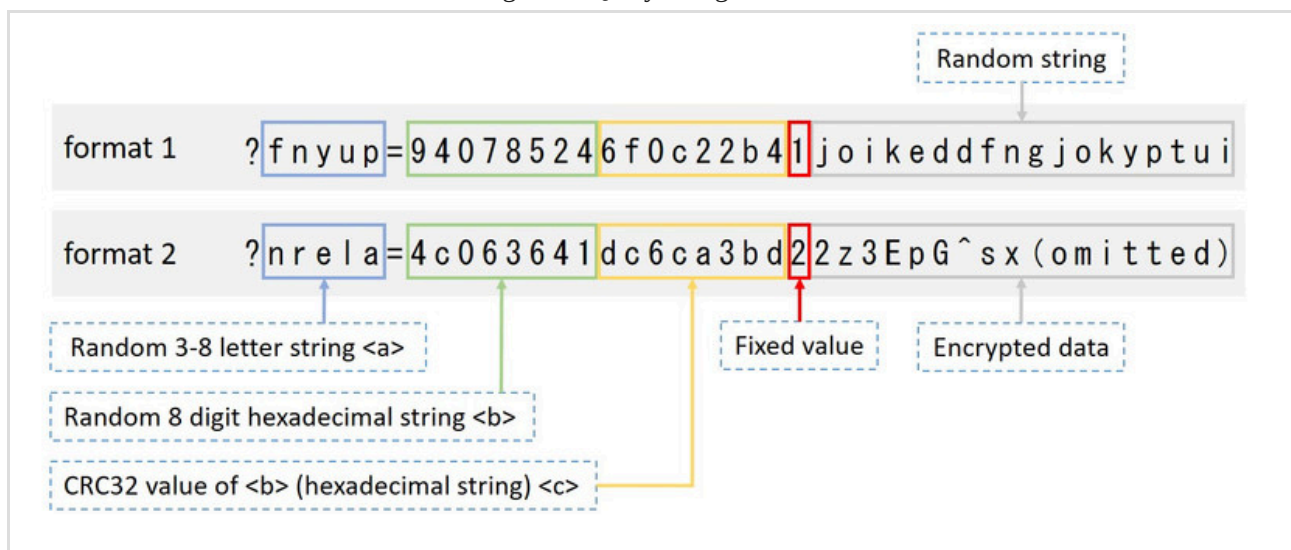 Random string
format 1 ?fnyup=940785246f0c22b41joikeddfngjokyptui
format 2 ?nrela=4c063641dc6ca3bd22z3EpG^sx(omitted)
Random 3-8 letter string <a>
Fixed value
Encrypted data
Random 8 digit hexadecimal string <b>
CRC32 value of <b> (hexadecimal string) <c>